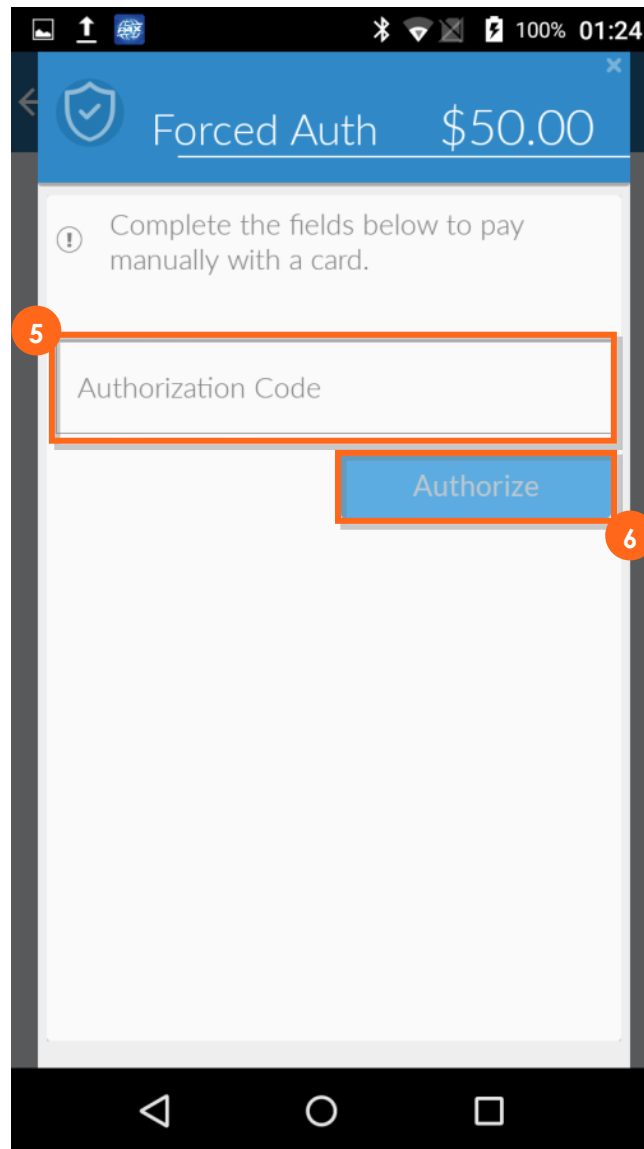 100% 01:24
Forced Auth $50.00
Complete the fields below to pay
manually with a card.
5
Authorization Code
Authorize
6